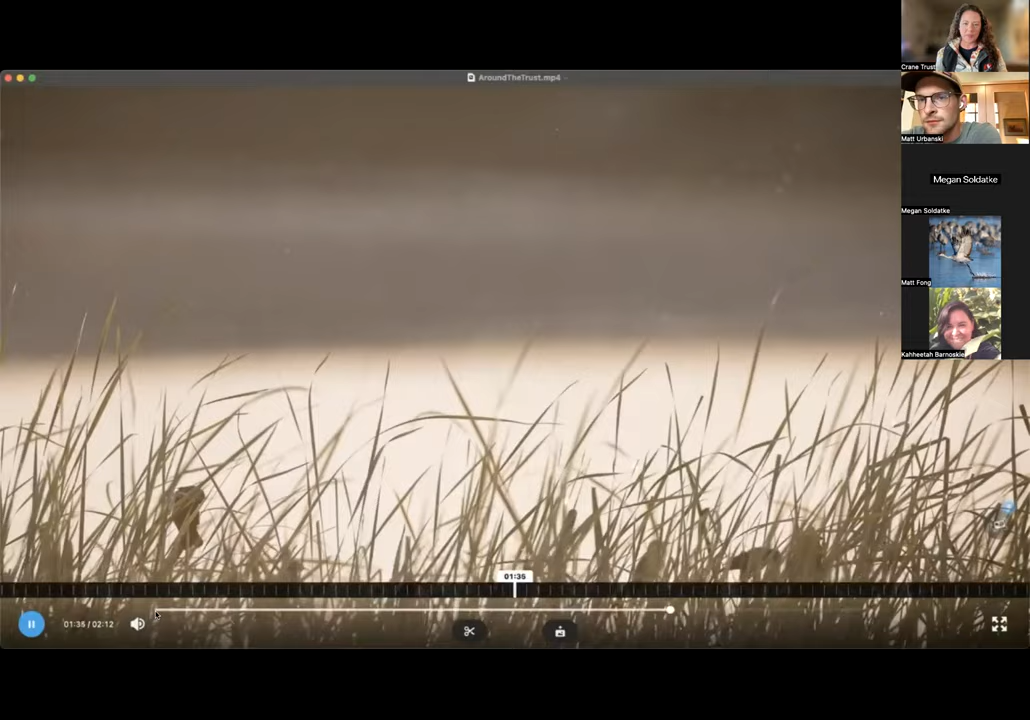 AroundTheTrust.mp4
Crane Trust
Matt Urbanski
Megan Soldatke
Megan Soldatke
Matt Fong
Kahheetah Barnoskie
01:35
01:35 / 02:12